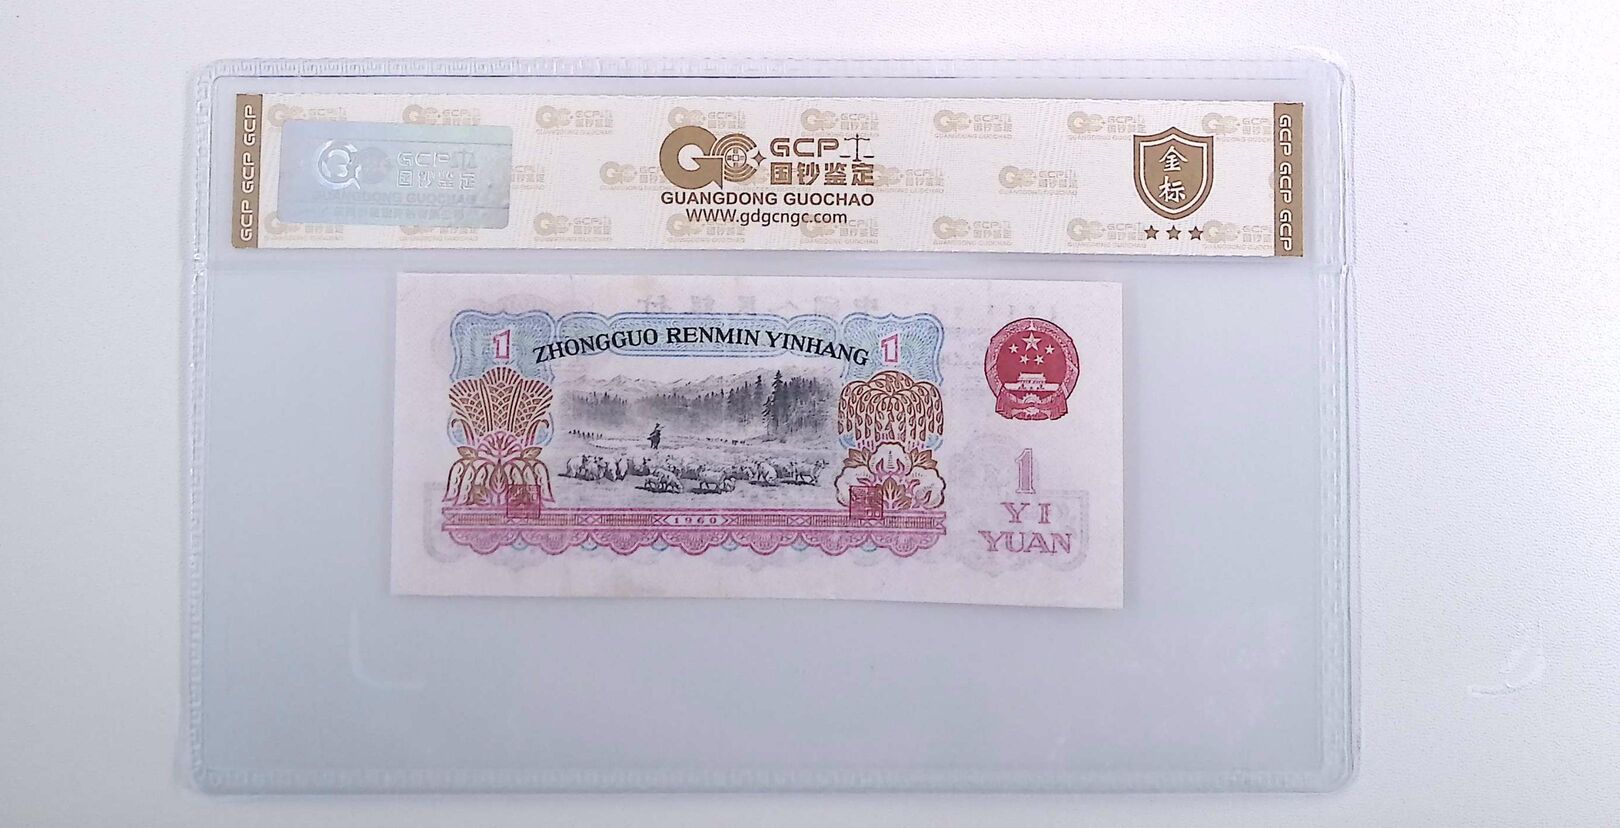 GCP GCP GCP
GCP
国钞鉴定
GUANGDONG GUOCHAO
GCP
国钞鉴定
GUANGDONG GUOCHAO
WWW.gdgcngc.com
金
标
GCP GCP GCP
1 ZHONGGUO RENMIN YINHANG 1
1960
1
YI
YUAN